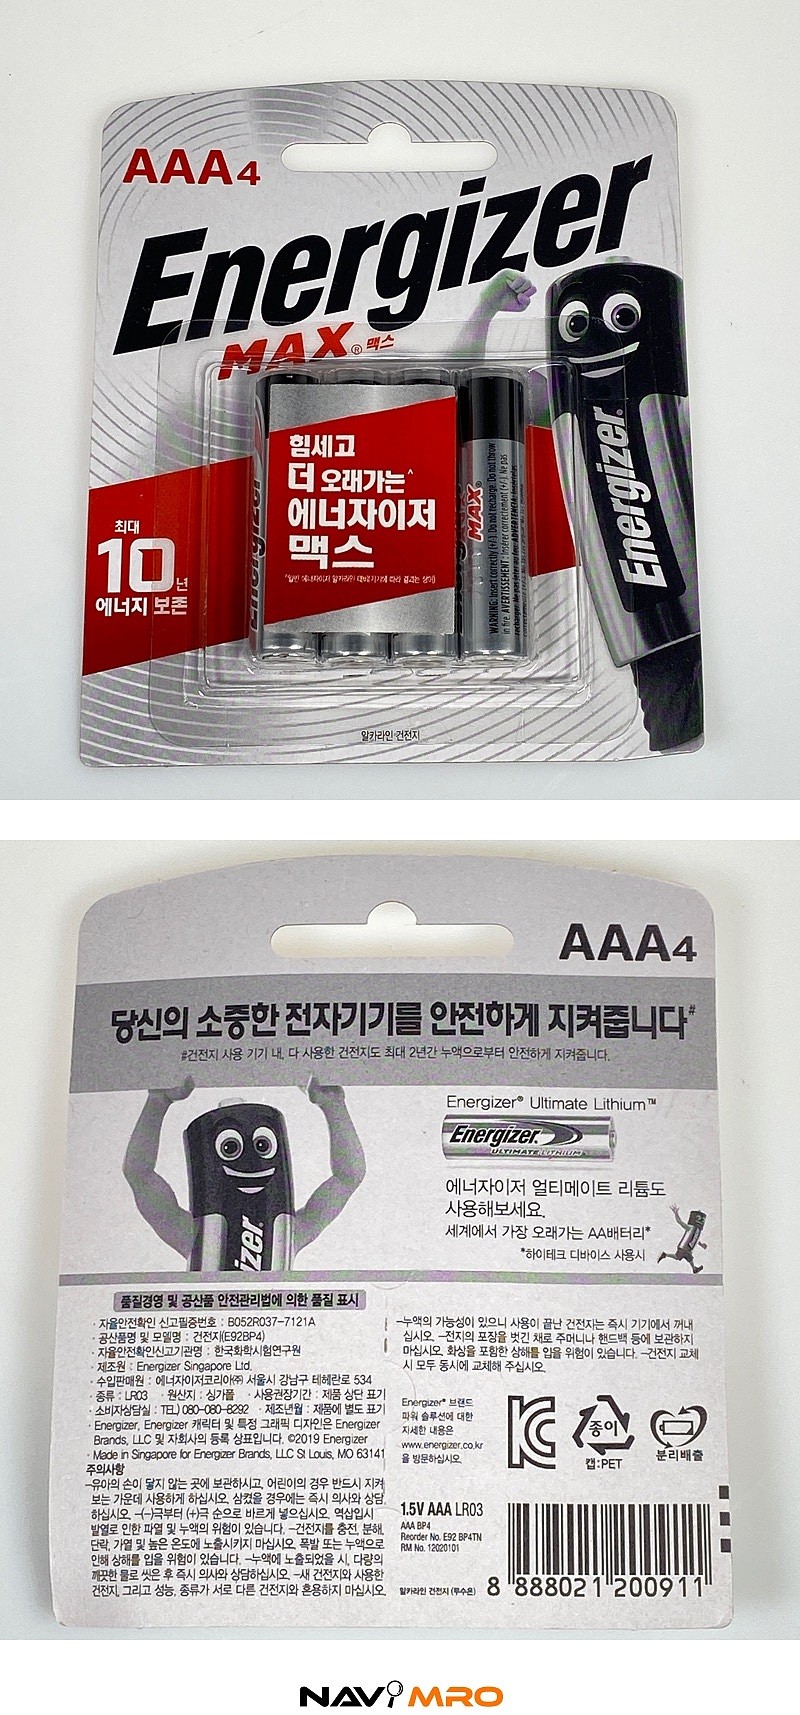 AAA4
Energizer
MAX® 맥스
힘세고
더 오래가는^
에너자이저
맥스
최대
10년
에너지 보존
Energizer
MAX®
Energizer®
알카라인 건전지
AAA4
당신의 소중한 전자기기를 안전하게 지켜줍니다#
#건전지 사용 기기 내, 다 사용한 건전지도 최대 2년간 누액으로부터 안전하게 지켜줍니다.
Energizer® Ultimate Lithium™
Energizer
ULTIMATE LITHIUM
에너자이저 얼티메이트 리튬도
사용해보세요.
세계에서 가장 오래가는 AA배터리*
*하이테크 디바이스 사용시
izer.
품질경영 및 공산품 안전관리법에 의한 품질 표시
· 자율안전확인 신고필증번호 : B052R037-7121A
· 공산품명 및 모델명 : 건전지(E92BP4)
· 자율안전확인신고기관명 : 한국화학시험연구원
· 제조원 : Energizer Singapore Ltd.
· 수입판매원 : 에너자이저코리아㈜ 서울시 강남구 테헤란로 534
· 종류 : LR03 · 원산지 : 싱가폴 · 사용권장기간 : 제품 상단 표기
· 소비자상담실 : TEL) 080-080-8292 · 제조년월 : 제품에 별도 표기
· Energizer, Energizer 캐릭터 및 특정 그래픽 디자인은 Energizer
Brands, LLC 및 자회사의 등록 상표입니다. ©2019 Energizer
· Made in Singapore for Energizer Brands, LLC St Louis, MO 63141
주의사항
-유아의 손이 닿지 않는 곳에 보관하시고, 어린이의 경우 반드시 지켜
보는 가운데 사용하게 하십시오. 삼켰을 경우에는 즉시 의사와 상담
하십시오. -(-)극부터 (+)극 순으로 바르게 넣으십시오. 역삽입시
발열로 인한 파열 및 누액의 위험이 있습니다. -건전지를 충전, 분해,
단락, 가열 및 높은 온도에 노출시키지 마십시오. 폭발 또는 누액으로
인해 상해를 입을 위험이 있습니다. -누액에 노출되었을 시, 다량의
깨끗한 물로 씻은 후 즉시 의사와 상담하십시오. -새 건전지와 사용한
건전지, 그리고 성능, 종류가 서로 다른 건전지와 혼용하지 마십시오.
-누액의 가능성이 있으니 사용이 끝난 건전지는 즉시 기기에서 꺼내
십시오. -전지의 포장을 벗긴 채로 주머니나 핸드백 등에 보관하지
마십시오. 화상을 포함한 상해를 입을 위험이 있습니다. -건전지 교체
시 모두 동시에 교체해 주십시오.
Energizer® 브랜드
파워 솔루션에 대한
자세한 내용은
www.energizer.co.kr
을 방문하십시오.
종이
캡:PET
분리배출
1.5V AAA LR03
AAA BP4
Reorder No. E92 BP4TN
RM No. 12020101
알카라인 건전지 (무수은)
8 888021 200911
NAVIMRO